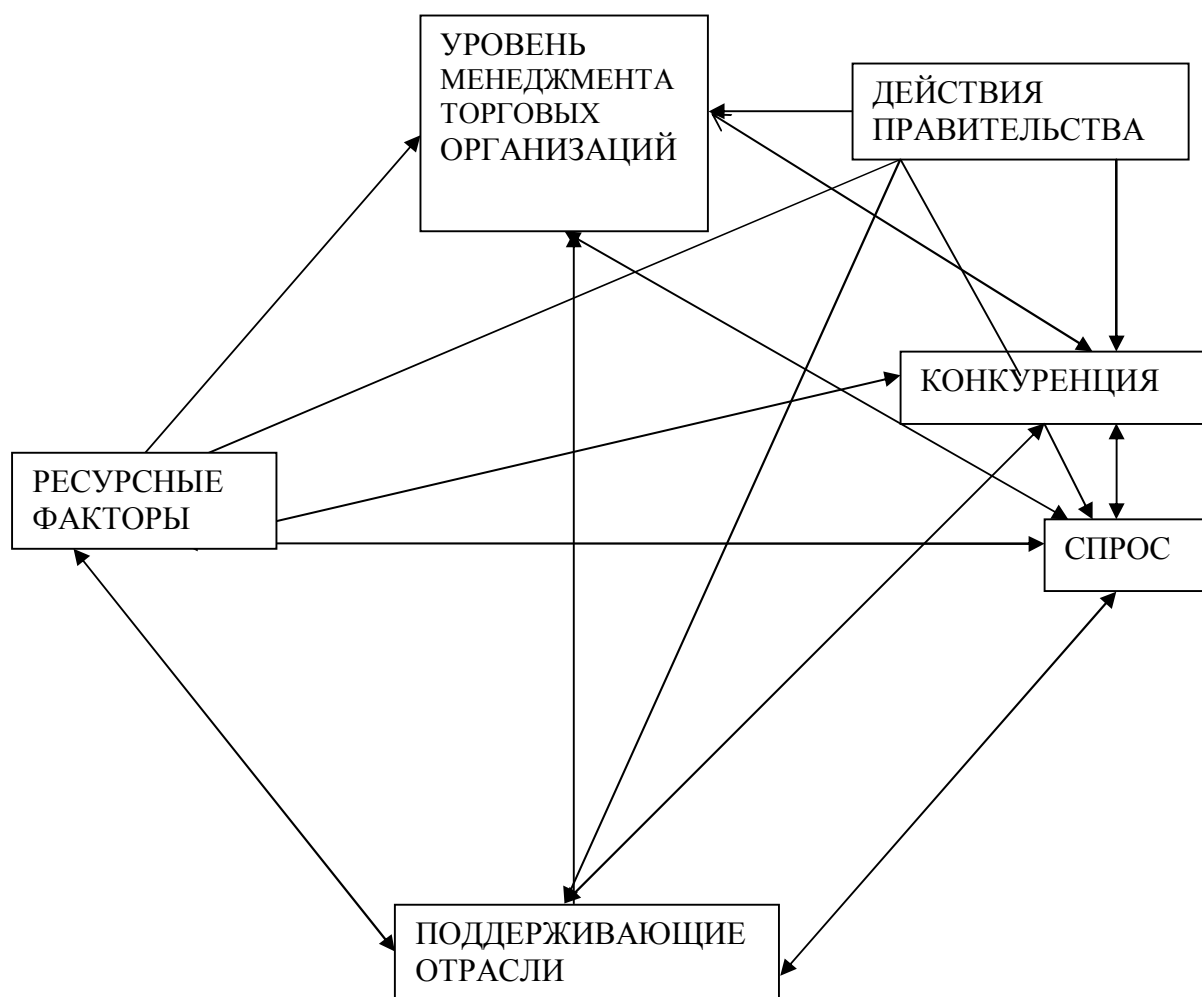 УРОВЕНЬ
МЕНЕДЖМЕНТА
ТОРГОВЫХ
ОРГАНИЗАЦИЙ
ДЕЙСТВИЯ
ПРАВИТЕЛЬСТВА
КОНКУРЕНЦИЯ
РЕСУРСНЫЕ
ФАКТОРЫ
СПРОС
ПОДДЕРЖИВАЮЩИЕ
ОТРАСЛИ